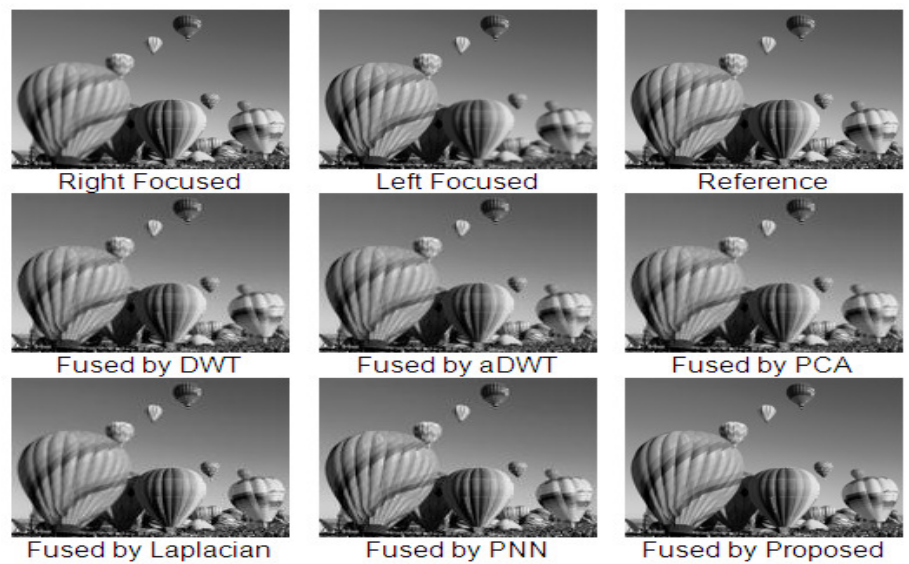 Right Focused
Left Focused
Reference
Fused by DWT
Fused by aDWT
Fused by PCA
Fused by Laplacian
Fused by PNN
Fused by Proposed